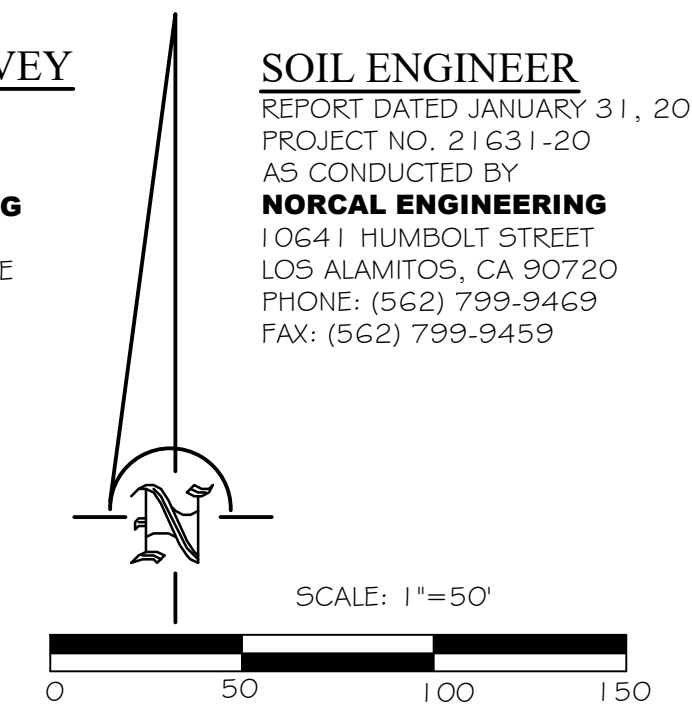 VEY
G
E
SOIL ENGINEER
REPORT DATED JANUARY 31, 20
PROJECT NO. 21631-20
AS CONDUCTED BY
NORCAL ENGINEERING
10641 HUMBOLT STREET
LOS ALAMITOS, CA 90720
PHONE: (562) 799-9469
FAX: (562) 799-9459
N
SCALE: 1"=50'
0 50 100 150